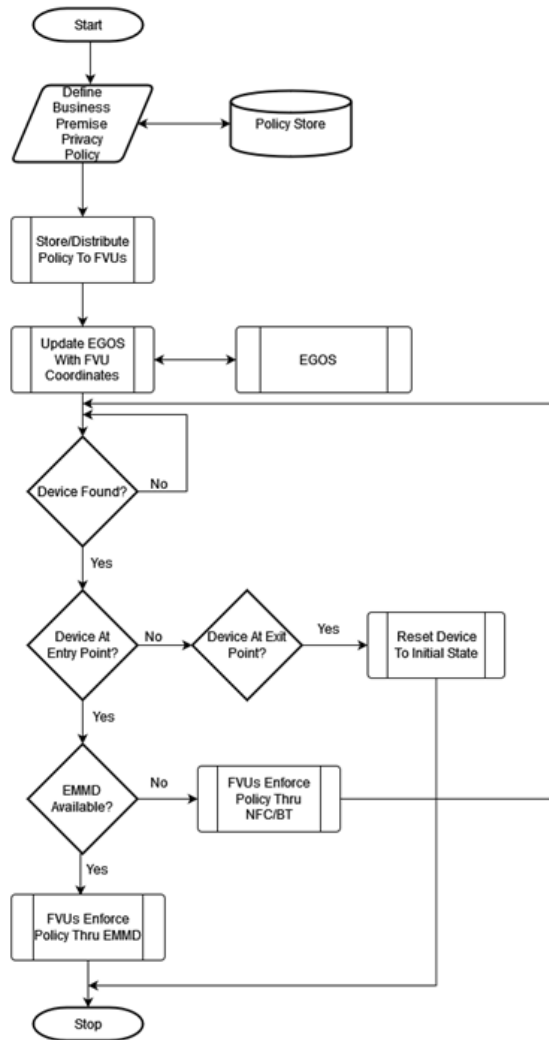 Start
Define
Business
Premise
Privacy
Policy
Policy Store
Store/Distribute
Policy To FVUs
Update EGOS
With FVU
Coordinates
EGOS
Device Found?
No
Yes
Device At
Entry Point?
No
Device At Exit
Point?
Yes
Reset Device
To Initial State
Yes
EMMD
Available?
No
FVUs Enforce
Policy Thru
NFC/BT
Yes
FVUs Enforce
Policy Thru EMMD
Stop